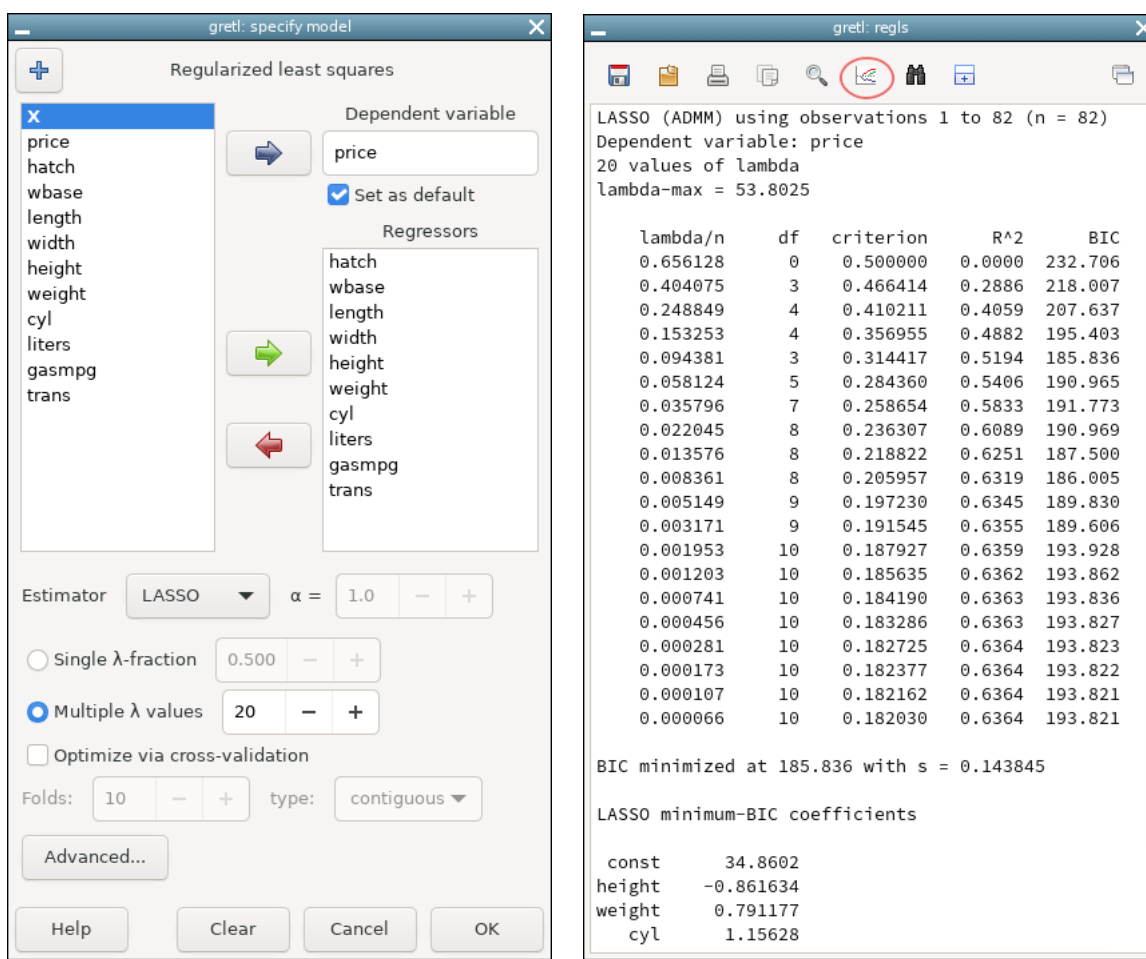 gretl: specify model
Regularized least squares
X
price
hatch
wbase
length
width
height
weight
cyl
liters
gasmpg
trans
Dependent variable
price
Set as default
Regressors
hatch
wbase
length
width
height
weight
cyl
liters
gasmpg
trans
Estimator LASSO α = 1.0
Single λ-fraction 0.500
Multiple λ values 20
Optimize via cross-validation
Folds: 10 type: contiguous
Advanced...
Help Clear Cancel OK
gretl: regls
LASSO (ADMM) using observations 1 to 82 (n = 82)
Dependent variable: price
20 values of lambda
lambda-max = 53.8025
lambda/n df criterion R^2 BIC
0.656128 0 0.500000 0.0000 232.706
0.404075 3 0.466414 0.2886 218.007
0.248849 4 0.410211 0.4059 207.637
0.153253 4 0.356955 0.4882 195.403
0.094381 3 0.314417 0.5194 185.836
0.058124 5 0.284360 0.5406 190.965
0.035796 7 0.258654 0.5833 191.773
0.022045 8 0.236307 0.6089 190.969
0.013576 8 0.218822 0.6251 187.500
0.008361 8 0.205957 0.6319 186.005
0.005149 9 0.197230 0.6345 189.830
0.003171 9 0.191545 0.6355 189.606
0.001953 10 0.187927 0.6359 193.928
0.001203 10 0.185635 0.6362 193.862
0.000741 10 0.184190 0.6363 193.836
0.000456 10 0.183286 0.6363 193.827
0.000281 10 0.182725 0.6364 193.823
0.000173 10 0.182377 0.6364 193.822
0.000107 10 0.182162 0.6364 193.821
0.000066 10 0.182030 0.6364 193.821
BIC minimized at 185.836 with s = 0.143845
LASSO minimum-BIC coefficients
const 34.8602
height -0.861634
weight 0.791177
cyl 1.15628